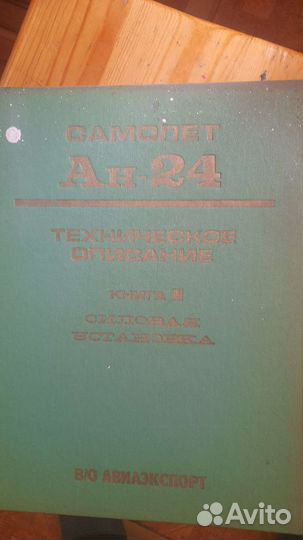 САМОЛЕТ
Ан-24
ТЕХНИЧЕСКОЕ
ОПИСАНИЕ
КНИГА
СИЛОВАЯ
УСТАНОВКА
В/О АВИАЭКСПОРТ
Avito